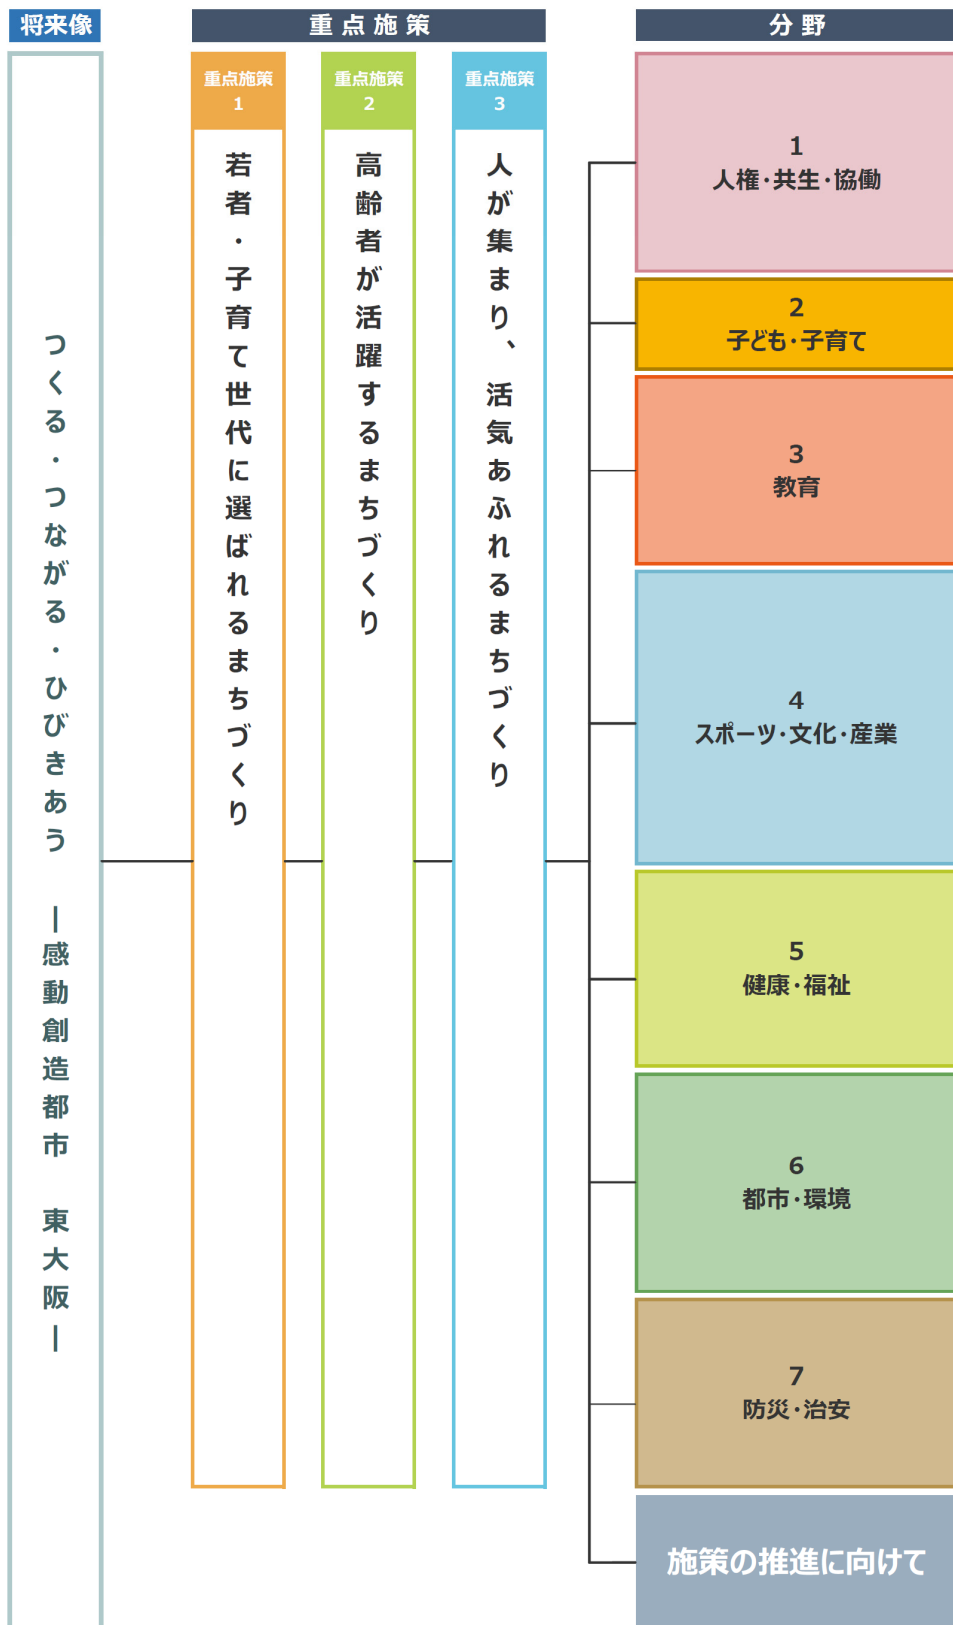 将来像
つくる・つながる・ひびきあう ー感動創造都市 東大阪ー
重点施策
重点施策
1
若者・子育て世代に選ばれるまちづくり
重点施策
2
高齢者が活躍するまちづくり
重点施策
3
人が集まり、活気あふれるまちづくり
分野
1
人権・共生・協働
2
子ども・子育て
3
教育
4
スポーツ・文化・産業
5
健康・福祉
6
都市・環境
7
防災・治安
施策の推進に向けて